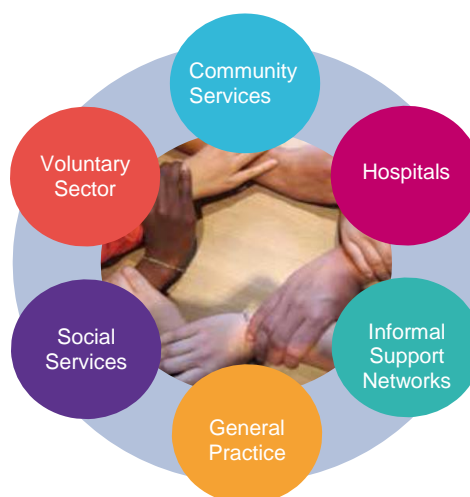 Community
Services
Hospitals
Informal
Support
Networks
General
Practice
Social
Services
Voluntary
Sector